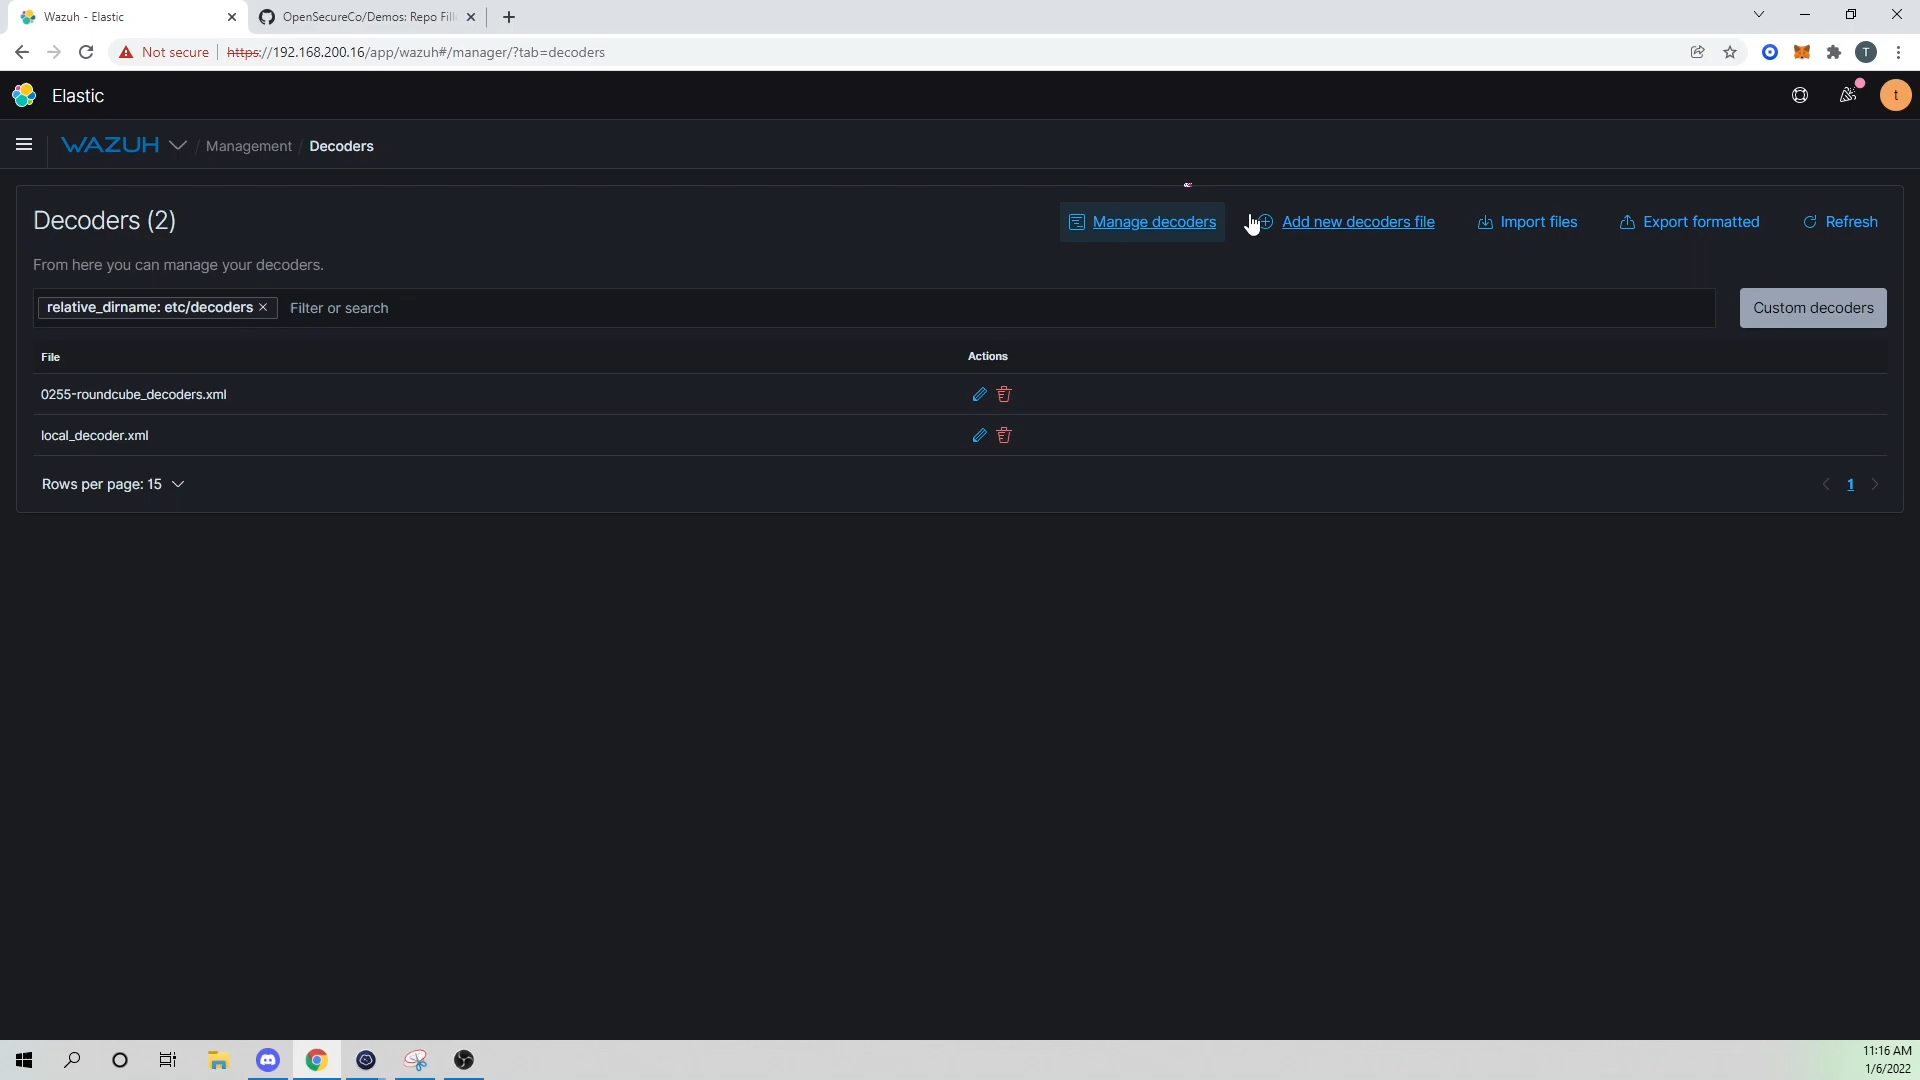 Wazuh - Elastic
OpenSecureCo/Demos: Repo Fill
Not secure
https://192.168.200.16/app/wazuh#/manager/?tab=decoders
T
Elastic
t
WAZUH / Management / Decoders
Decoders (2)
Manage decoders
Add new decoders file
Import files
Export formatted
Refresh
From here you can manage your decoders.
relative_dirname: etc/decoders
Filter or search
Custom decoders
File
Actions
0255-roundcube_decoders.xml
local_decoder.xml
Rows per page: 15
1
11:16 AM
1/6/2022